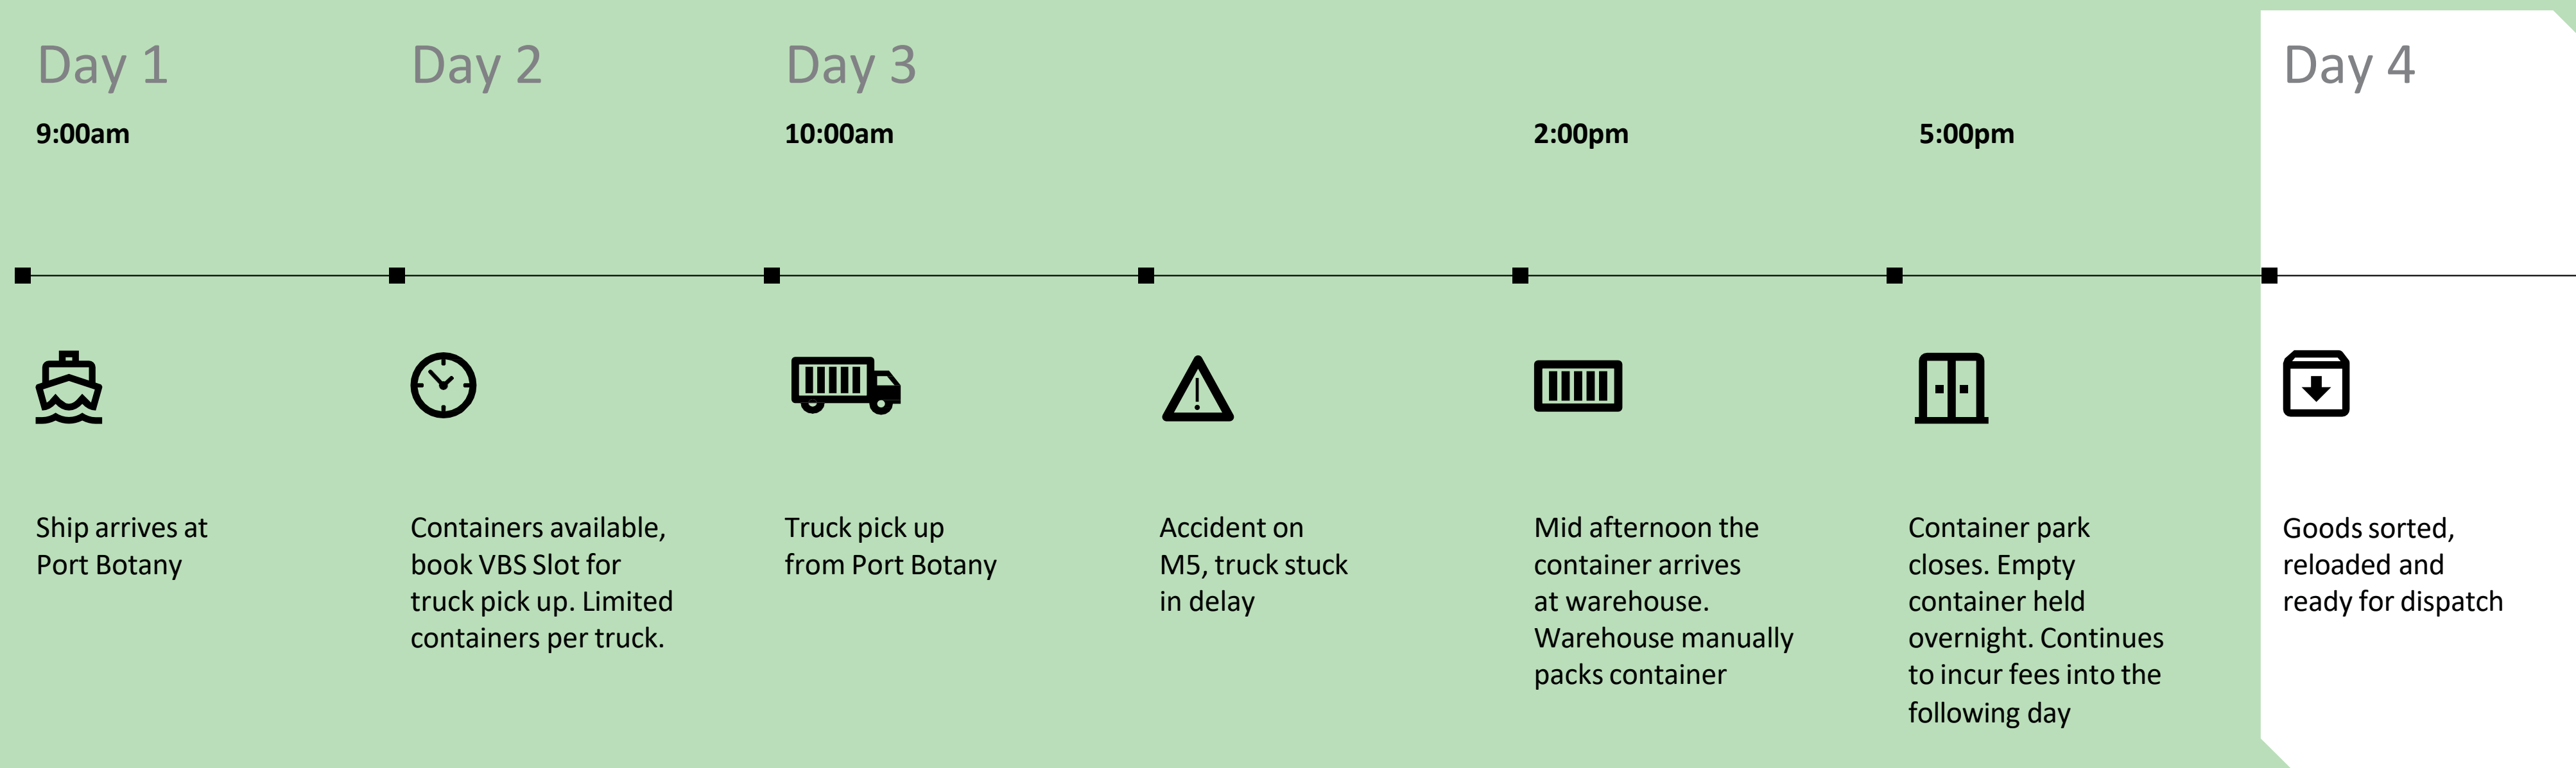 Day 1
Day 2
Day 3
Day 4
9:00am
10:00am
2:00pm
5:00pm
Ship arrives at
Port Botany
Containers available,
book VBS Slot for
truck pick up. Limited
containers per truck.
Truck pick up
from Port Botany
Accident on
M5, truck stuck
in delay
Mid afternoon the
container arrives
at warehouse.
Warehouse manually
packs container
Container park
closes. Empty
container held
overnight. Continues
to incur fees into the
following day
Goods sorted,
reloaded and
ready for dispatch